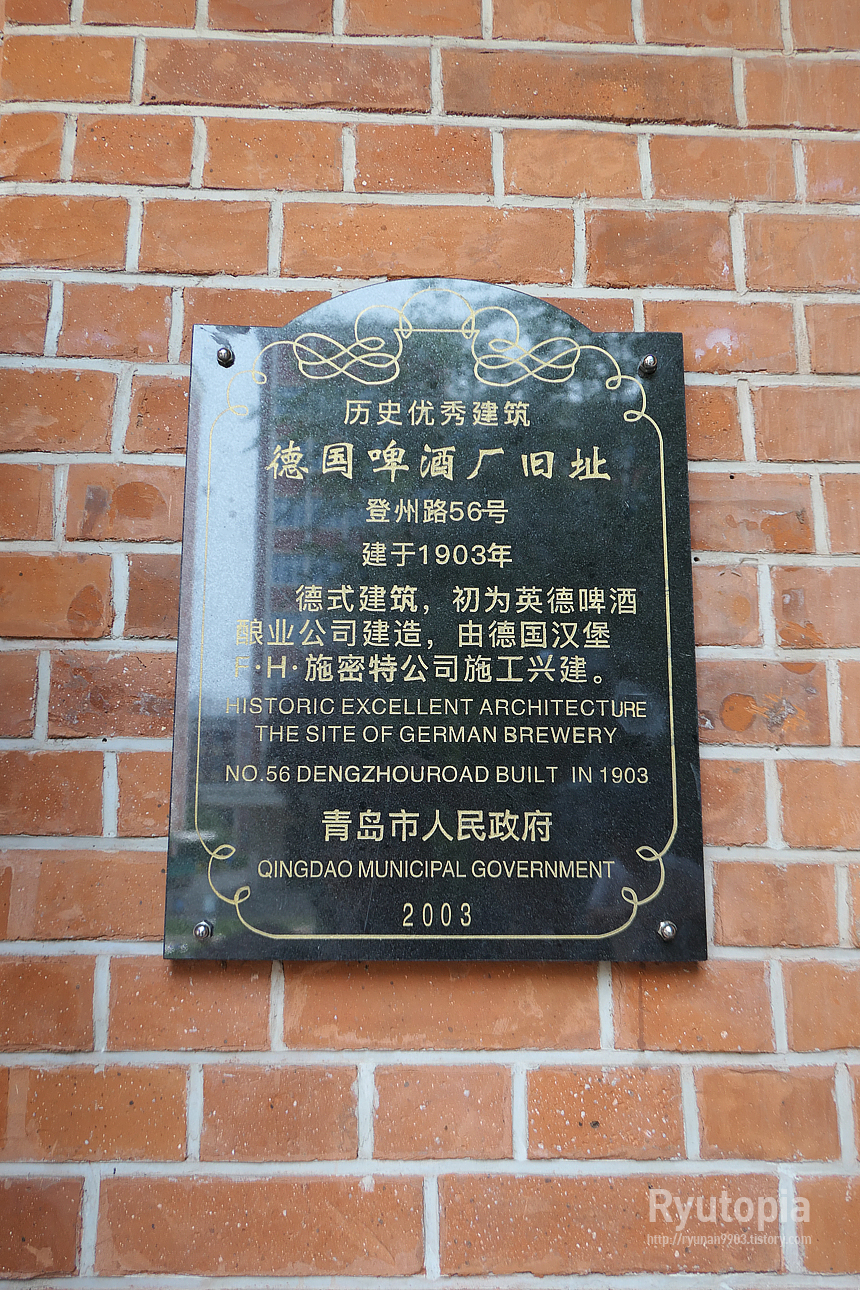 历史优秀建筑
德国啤酒厂旧址
登州路56号
建于1903年
德式建筑，初为英德啤酒
酿业公司建造，由德国汉堡
F·H·施密特公司施工兴建。
HISTORIC EXCELLENT ARCHITECTURE
THE SITE OF GERMAN BREWERY
NO.56 DENGZHOUROAD BUILT IN 1903
青岛市人民政府
QINGDAO MUNICIPAL GOVERNMENT
2003
Ryutopia
http://ryunan9903.tistory.com